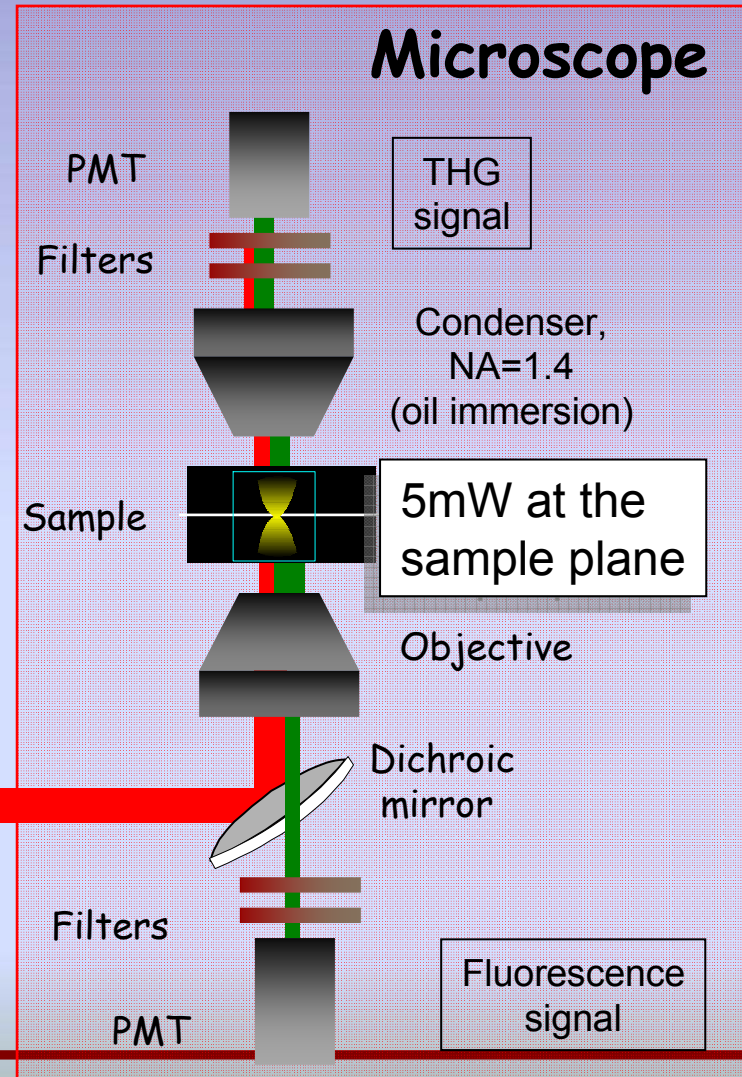 Microscope
PMT
THG
signal
Filters
Condenser,
NA=1.4
(oil immersion)
Sample
5mW at the
sample plane
Objective
Dichroic
mirror
Filters
Fluorescence
signal
PMT